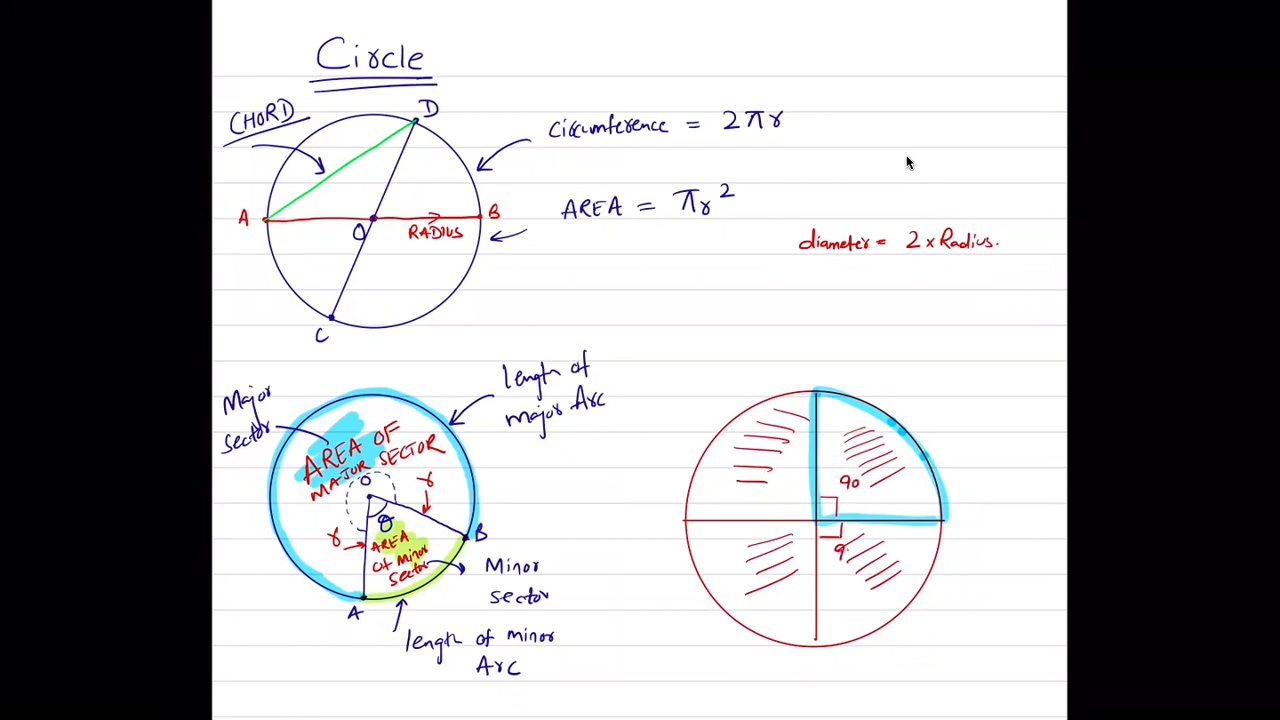 Circle
CHORD
D
Circumference = 2πr
A
B
O
RADIUS
AREA = πr²
diameter = 2 x Radius.
C
Major
sector
length of
major Arc
AREA OF
MAJOR SECTOR
O
r
θ
r
B
AREA
of Minor
Sector
Minor
sector
A
length of minor
Arc
90
9